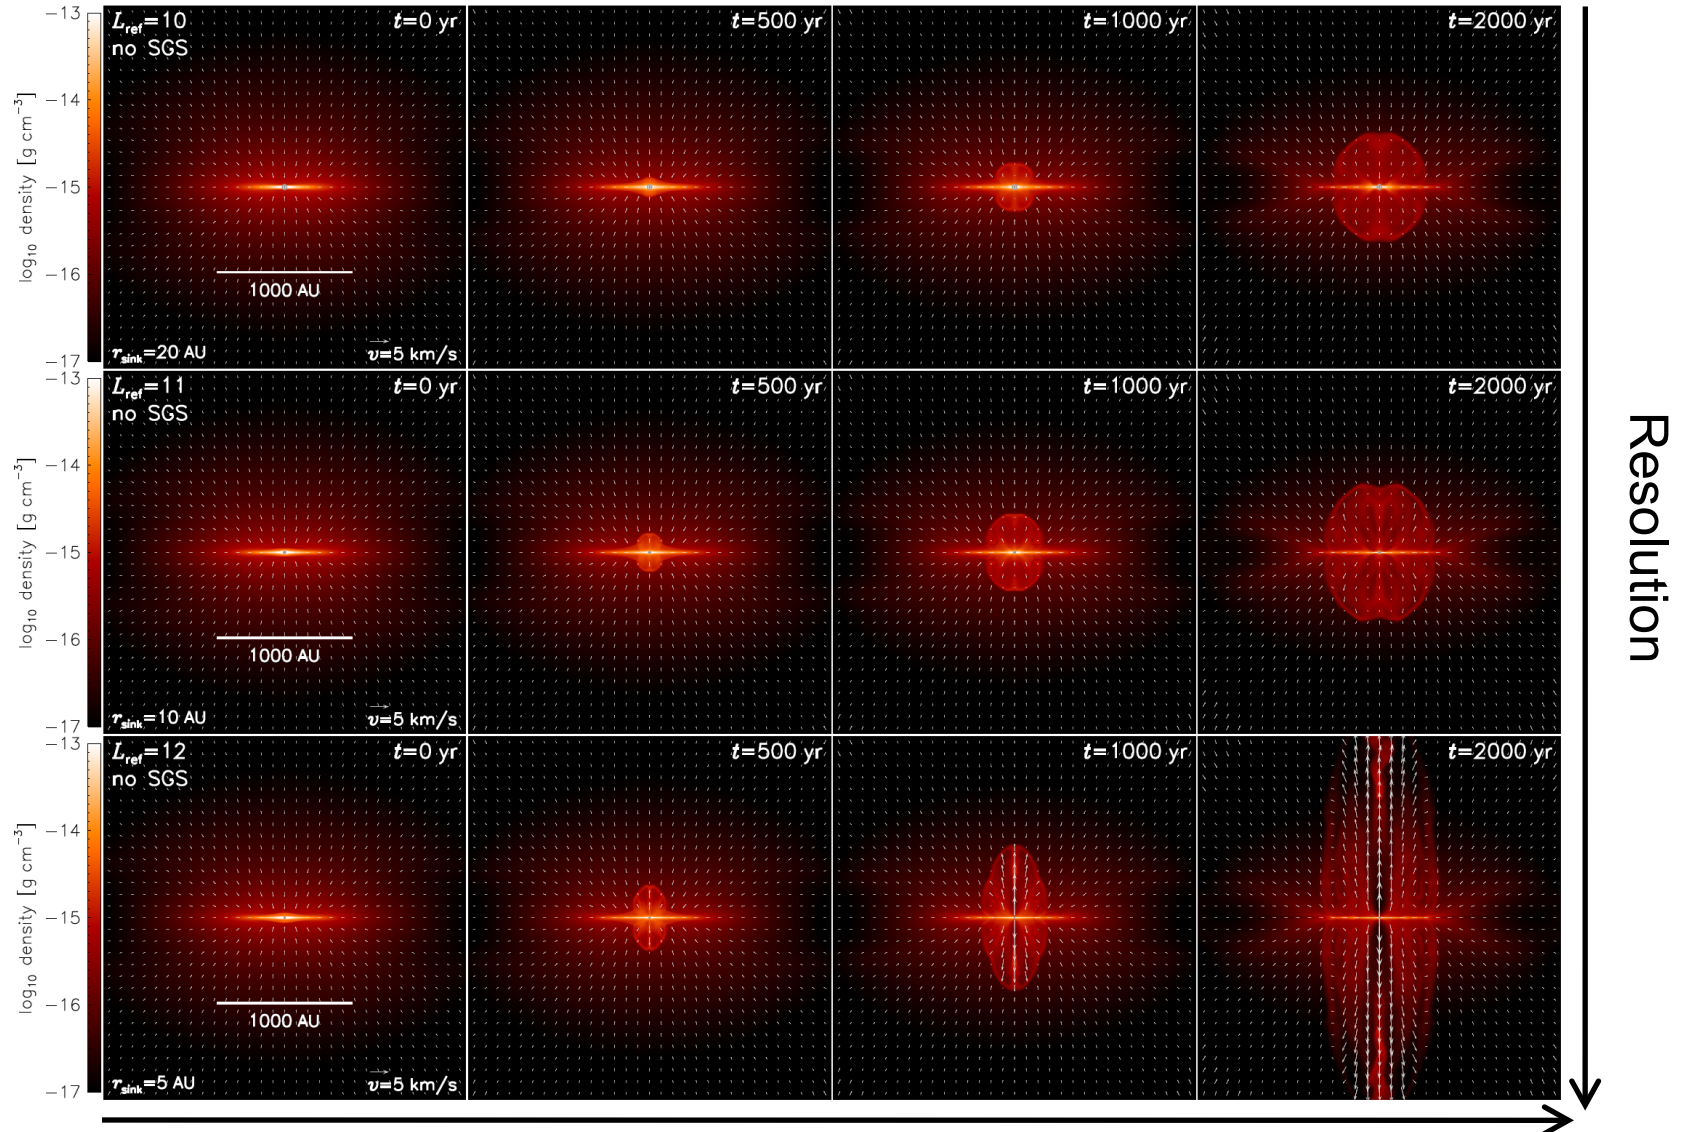 −13
−14
−15
−16
−17
log₁₀ density [g cm⁻³]
L_ref=10
no SGS
t=0 yr
1000 AU
r_sink=20 AU
v=5 km/s
t=500 yr
t=1000 yr
t=2000 yr
−13
−14
−15
−16
−17
log₁₀ density [g cm⁻³]
L_ref=11
no SGS
t=0 yr
1000 AU
r_sink=10 AU
v=5 km/s
t=500 yr
t=1000 yr
t=2000 yr
−13
−14
−15
−16
−17
log₁₀ density [g cm⁻³]
L_ref=12
no SGS
t=0 yr
1000 AU
r_sink=5 AU
v=5 km/s
t=500 yr
t=1000 yr
t=2000 yr
Resolution